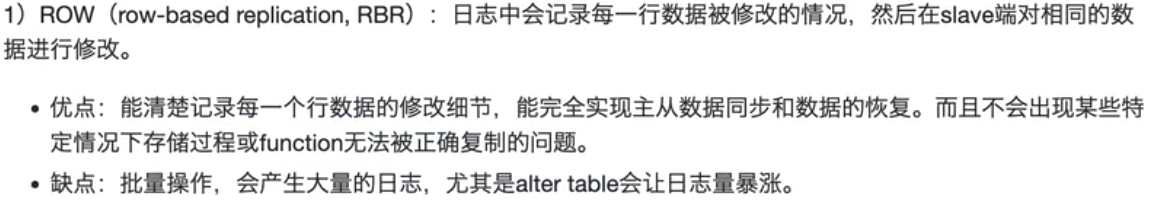 1）ROW（row-based replication, RBR）：日志中会记录每一行数据被修改的情况，然后在slave端对相同的数
据进行修改。
• 优点：能清楚记录每一个行数据的修改细节，能完全实现主从数据同步和数据的恢复。而且不会出现某些特
定情况下存储过程或function无法被正确复制的问题。
• 缺点：批量操作，会产生大量的日志，尤其是alter table会让日志量暴涨。